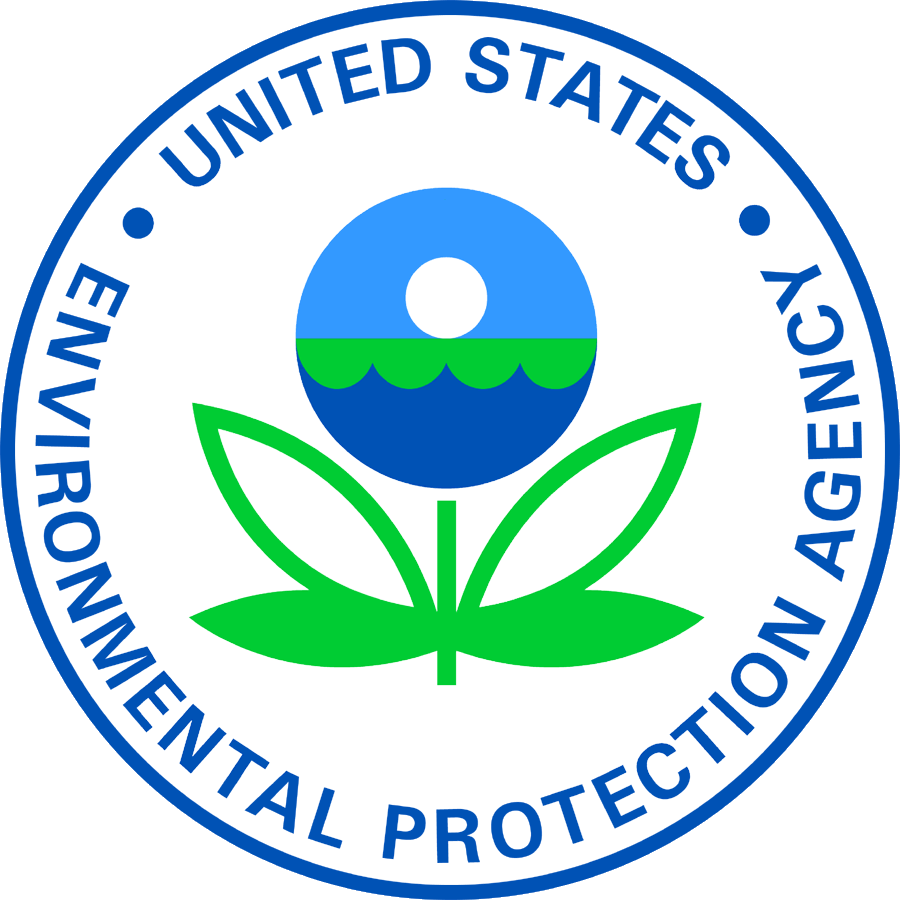 UNITED STATES
ENVIRONMENTAL PROTECTION AGENCY